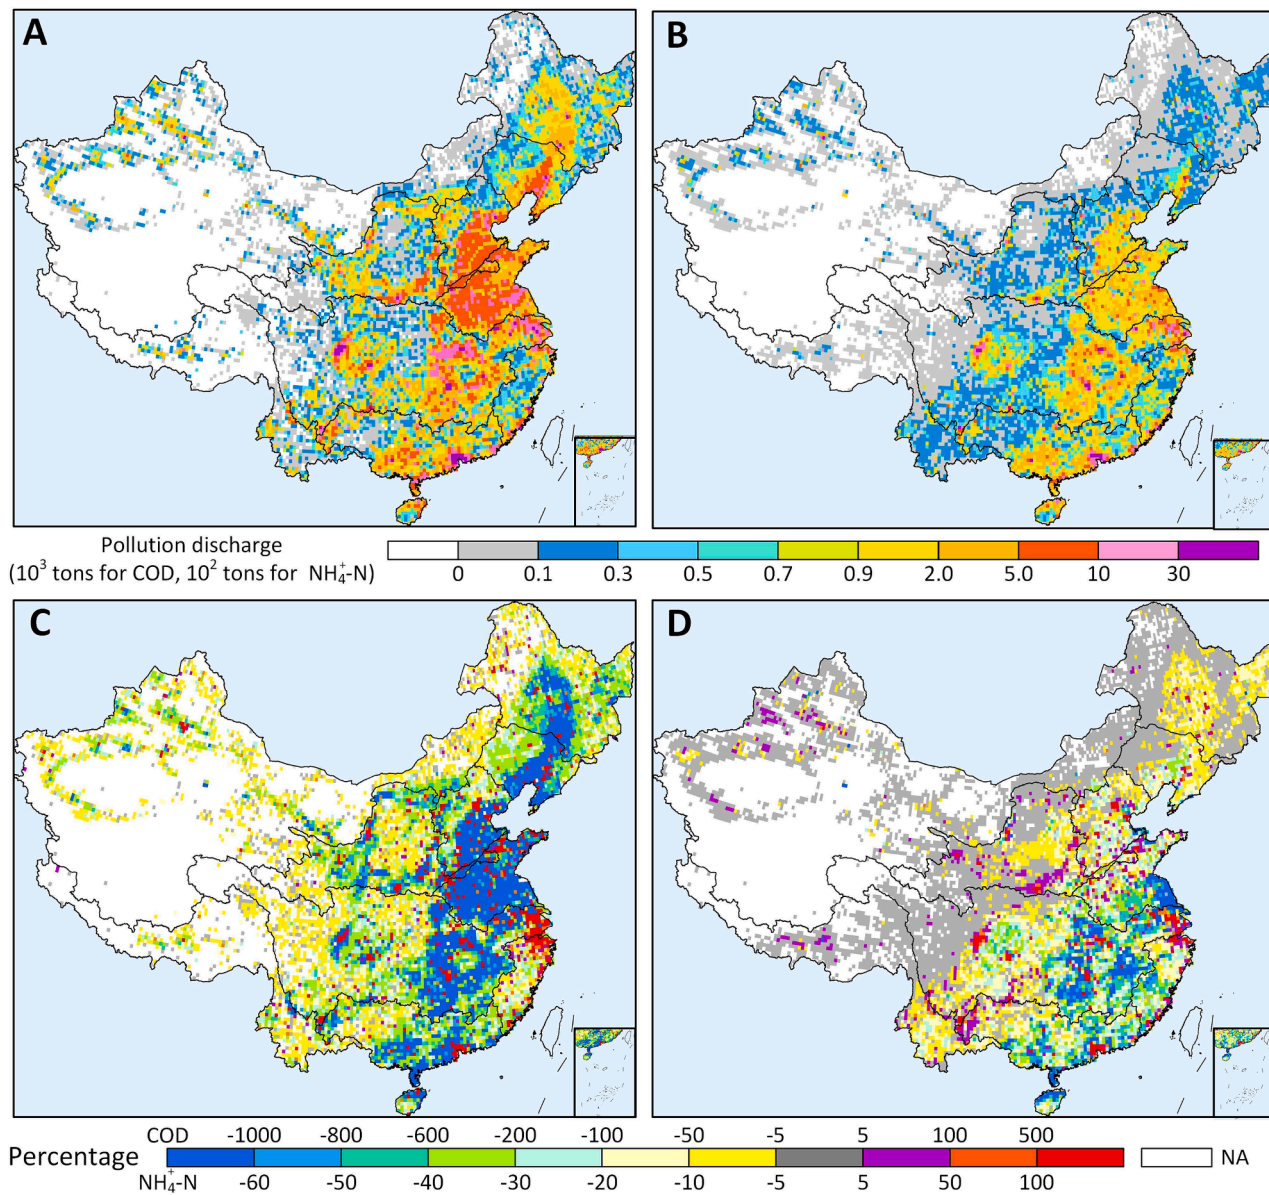 A
B
Pollution discharge
(10³ tons for COD, 10² tons for NH₄⁺-N)
0 0.1 0.3 0.5 0.7 0.9 2.0 5.0 10 30
C
D
COD -1000 -800 -600 -200 -100 -50 -5 5 100 500
Percentage NA
NH₄⁺-N -60 -50 -40 -30 -20 -10 -5 5 50 100